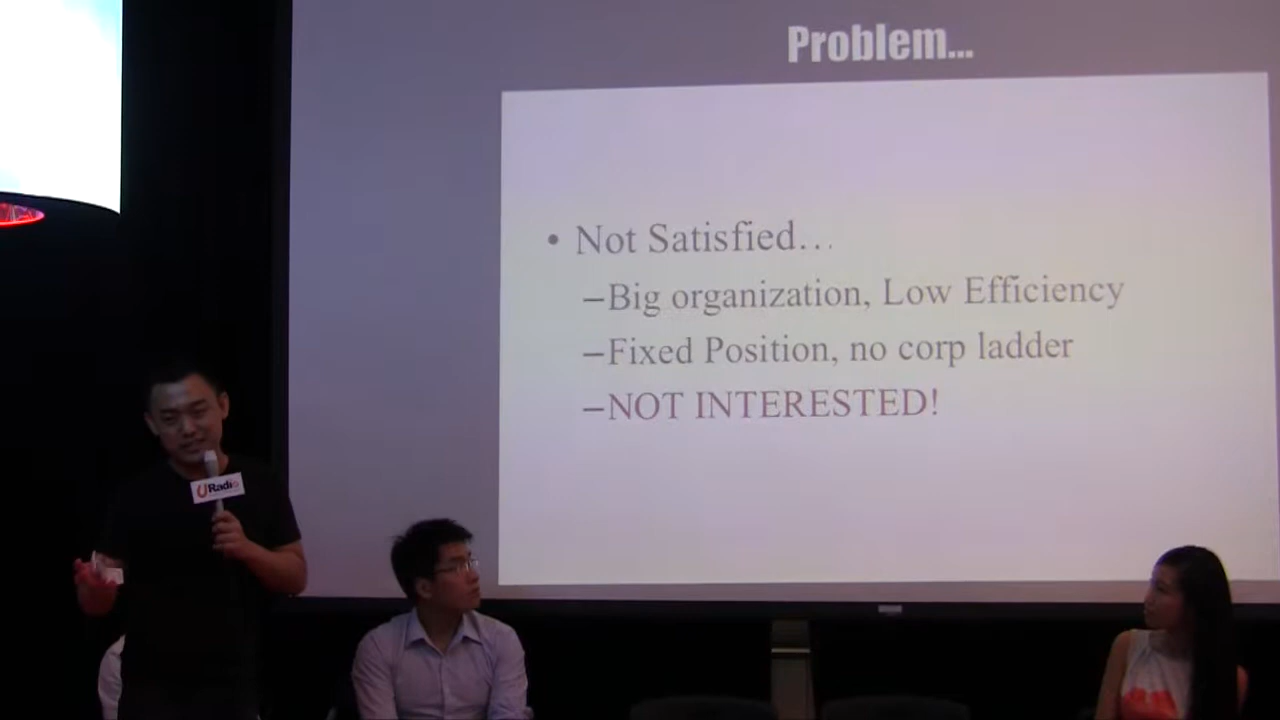 Problem...
• Not Satisfied…
–Big organization, Low Efficiency
–Fixed Position, no corp ladder
–NOT INTERESTED!
URadio